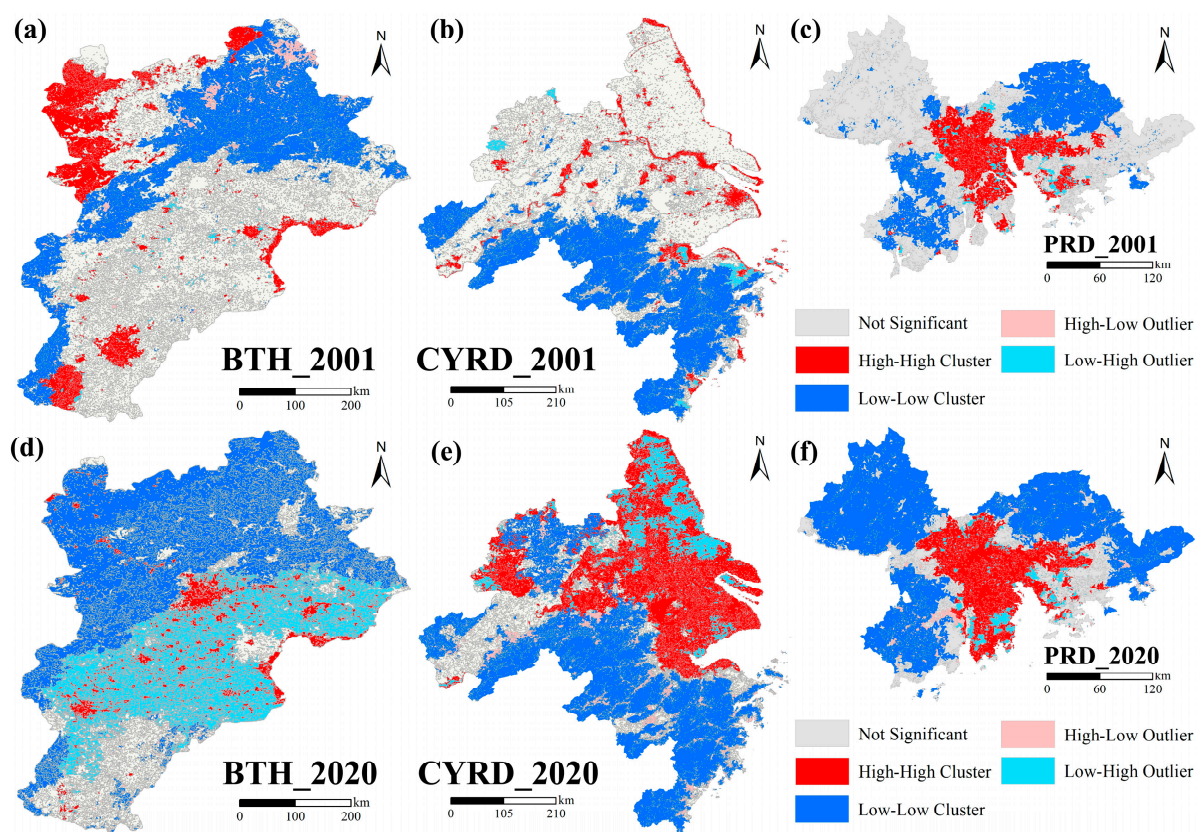 (a)
N
BTH_2001
km
0 100 200
(b)
N
CYRD_2001
km
0 105 210
(c)
N
PRD_2001
km
0 60 120
Not Significant
High-High Cluster
Low-Low Cluster
High-Low Outlier
Low-High Outlier
(d)
N
BTH_2020
km
0 100 200
(e)
N
CYRD_2020
km
0 105 210
(f)
N
PRD_2020
km
0 60 120
Not Significant
High-High Cluster
Low-Low Cluster
High-Low Outlier
Low-High Outlier